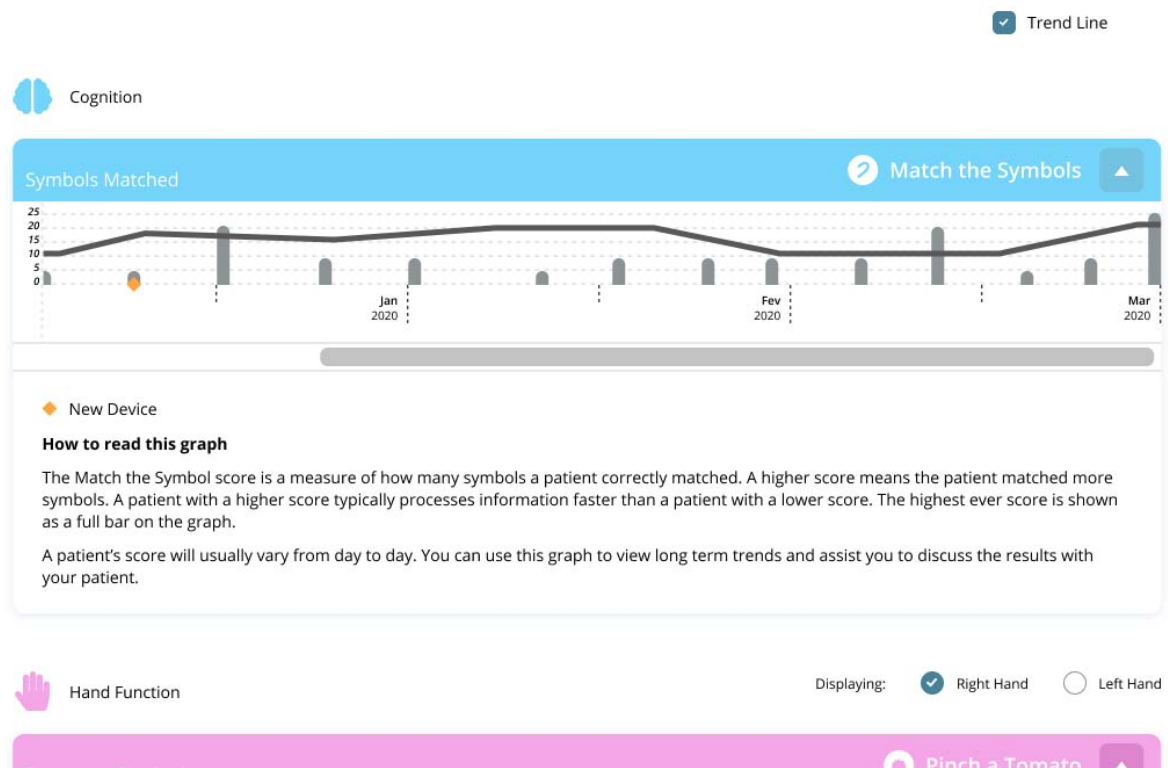 Trend Line
Cognition
Symbols Matched
Match the Symbols
25
20
15
10
5
0
Jan
2020
Fev
2020
Mar
2020
New Device
How to read this graph
The Match the Symbol score is a measure of how many symbols a patient correctly matched. A higher score means the patient matched more
symbols. A patient with a higher score typically processes information faster than a patient with a lower score. The highest ever score is shown
as a full bar on the graph.
A patient's score will usually vary from day to day. You can use this graph to view long term trends and assist you to discuss the results with
your patient.
Hand Function
Displaying:
Right Hand
Left Hand
Pinch a Tomato